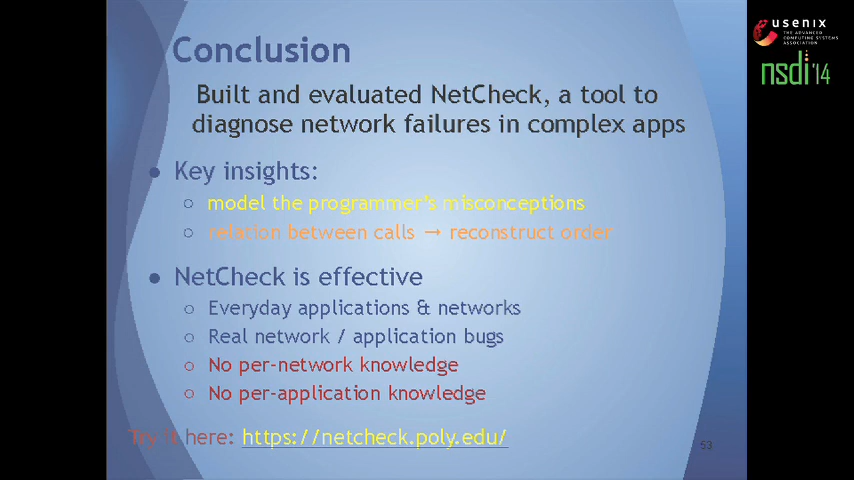 Conclusion
Built and evaluated NetCheck, a tool to
diagnose network failures in complex apps
● Key insights:
○ model the programmer's misconceptions
○ relation between calls → reconstruct order
● NetCheck is effective
○ Everyday applications & networks
○ Real network / application bugs
○ No per-network knowledge
○ No per-application knowledge
Try it here: https://netcheck.poly.edu/
53
usenix
THE ADVANCED
COMPUTING SYSTEMS
ASSOCIATION
nsdi '14